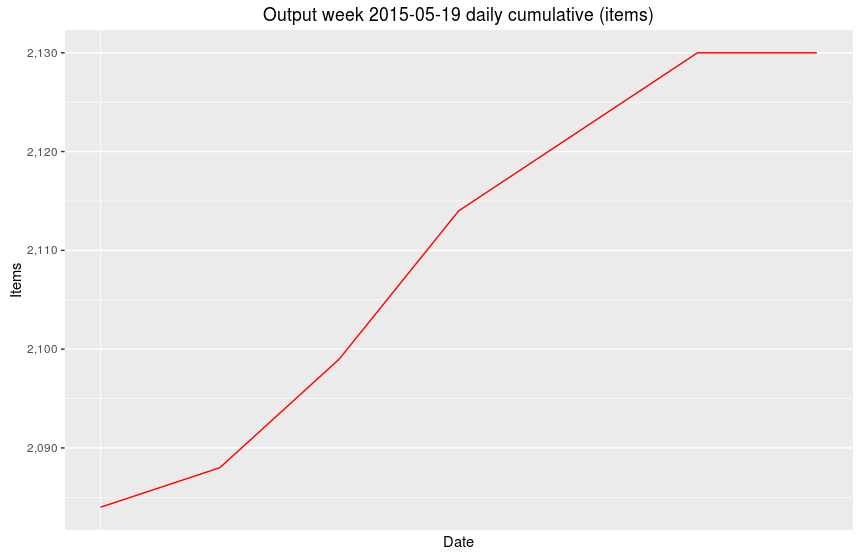 Output week 2015-05-19 daily cumulative (items)
2,130
2,120
2,110
2,100
2,090
Items
Date